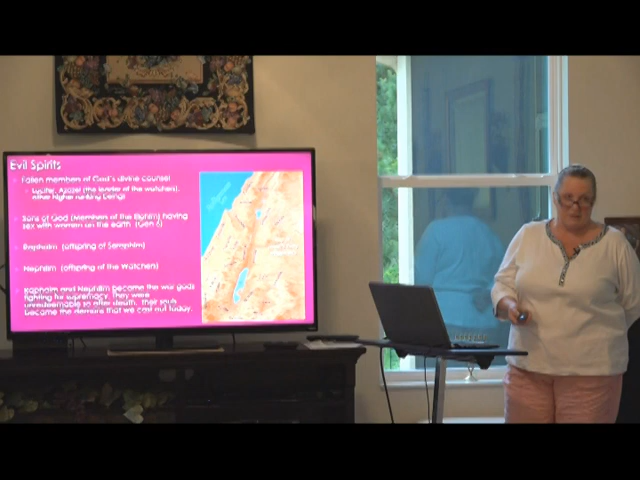 Evil Spirits
Fallen members of God's divine counsel
Lucifer, Azazel (the leader of the watchers),
other higher ranking beings
Sons of God (Members of the Elohim) having
sex with women on the earth (Gen 6)
Raphaim (offspring of Seraphim)
Nephilim (offspring of the Watchers)
Raphaim and Nephilim became the war gods
fighting for supremacy. They were
unredeemable so after death, their souls
became the demons that we cast out today.